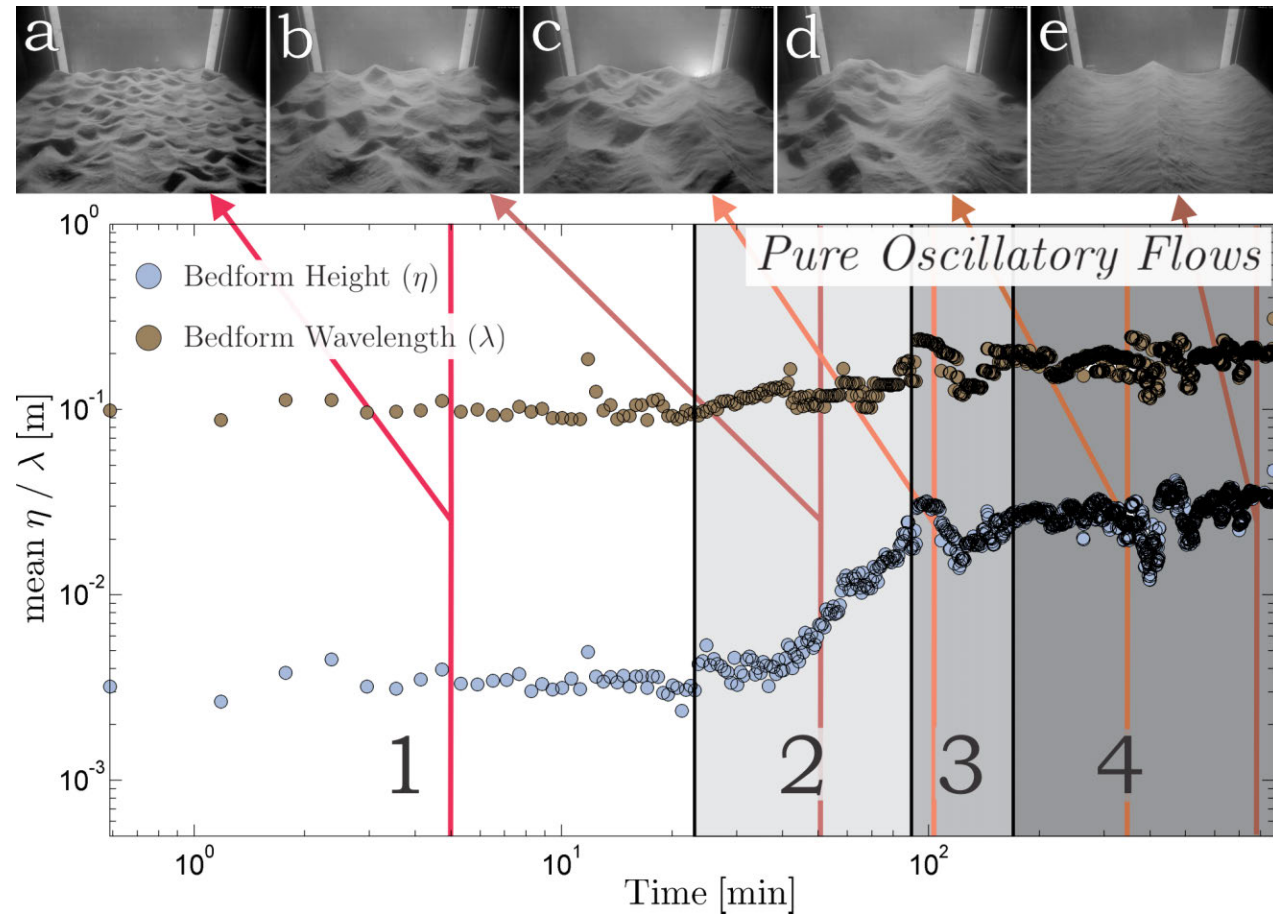 a b c d e
Pure Oscillatory Flows
Bedform Height (η)
Bedform Wavelength (λ)
mean η / λ [m]
10⁰
10⁻¹
10⁻²
10⁻³
1 2 3 4
10⁰ 10¹ 10²
Time [min]